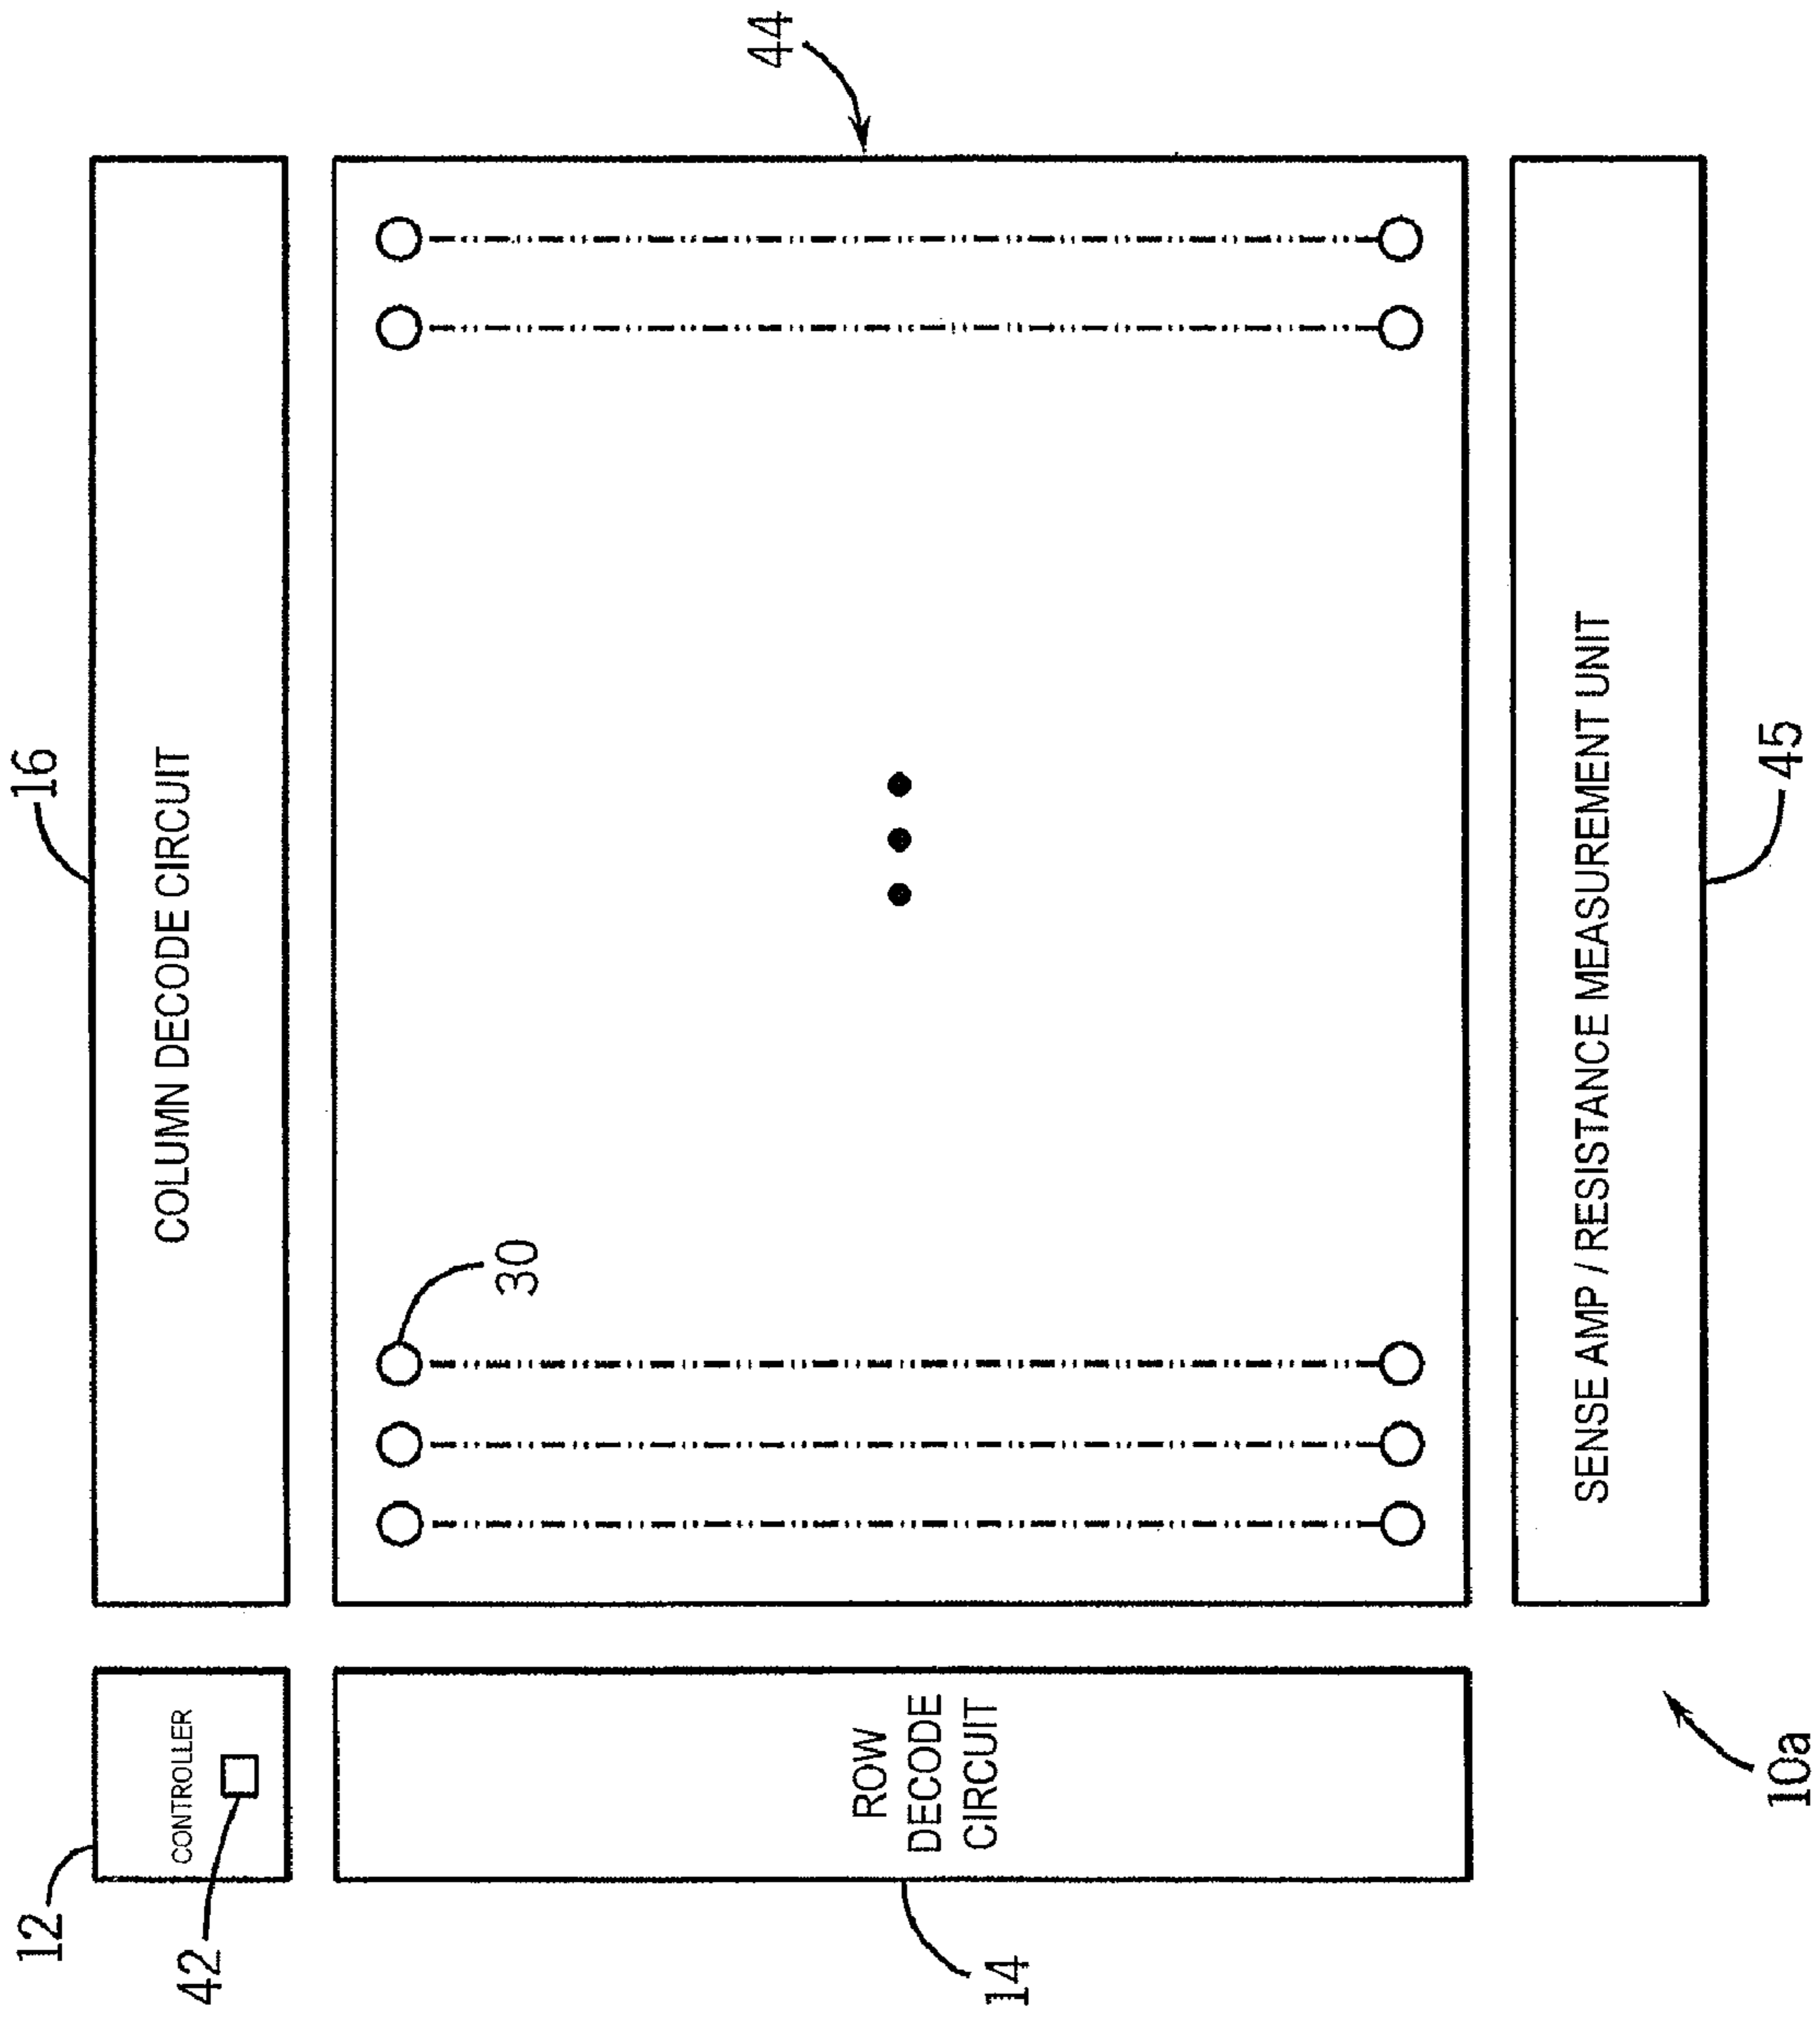 16
COLUMN DECODE CIRCUIT
12
CONTROLLER
42
44
30
ROW
DECODE
CIRCUIT
14
SENSE AMP / RESISTANCE MEASUREMENT UNIT
45
10a